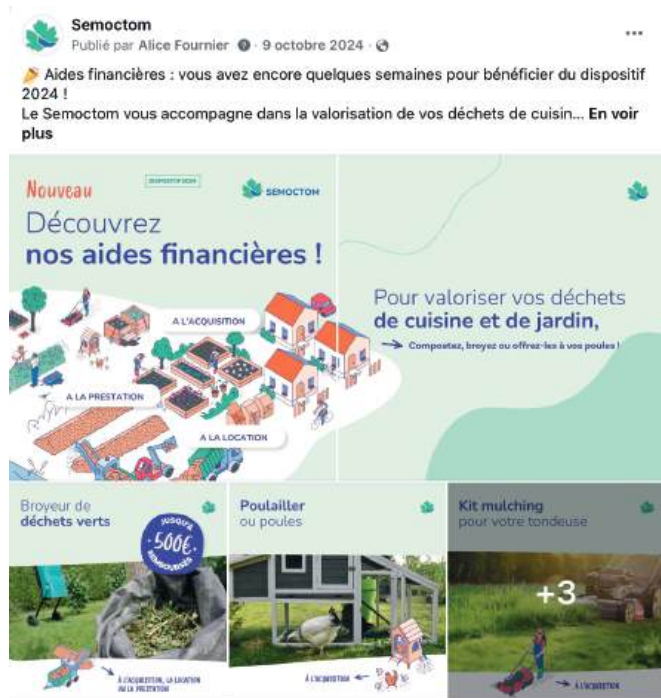 Semoctom
Publié par Alice Fournier · 9 octobre 2024 ·
Aides financières : vous avez encore quelques semaines pour bénéficier du dispositif
2024 !
Le Semoctom vous accompagne dans la valorisation de vos déchets de cuisin... En voir
plus
Nouveau
DISPOSITIF 2024
SEMOCTOM
Découvrez
nos aides financières !
A L'ACQUISITION
A LA PRESTATION
A LA LOCATION
Pour valoriser vos déchets
de cuisine et de jardin,
Compostez, broyez ou offrez-les à vos poules !
Broyeur de
déchets verts
JUSQU'À
500€
REMBOURSÉS
À L'ACQUISITION, LA LOCATION
OU LA PRESTATION
Poulailler
ou poules
À L'ACQUISITION
Kit mulching
pour votre tondeuse
+3
À L'ACQUISITION